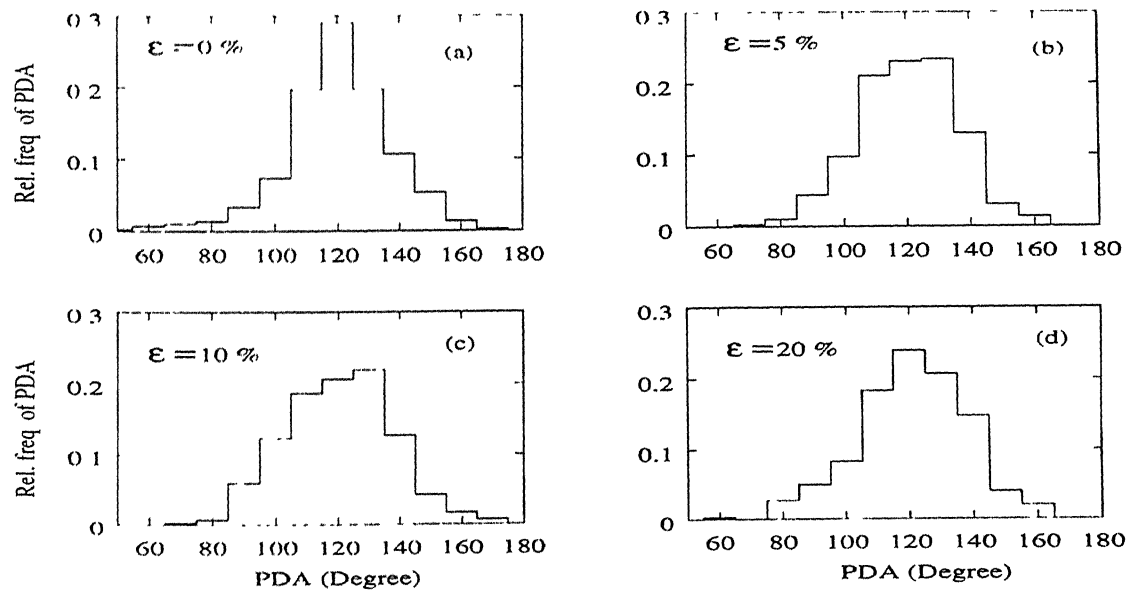 0 3
ε = 0 %
(a)
0 2
0.1
0
Rel. freq of PDA
60 80 100 120 140 160 180
0 3
ε = 5 %
(b)
0.2
0.1
0
60 80 100 120 140 160 180
0 3
ε = 10 %
(c)
0.2
0 1
0
Rel. freq of PDA
60 80 100 120 140 160 180
PDA (Degree)
0.3
ε = 20 %
(d)
0.2
0.1
0
60 80 100 120 140 160 180
PDA (Degree)